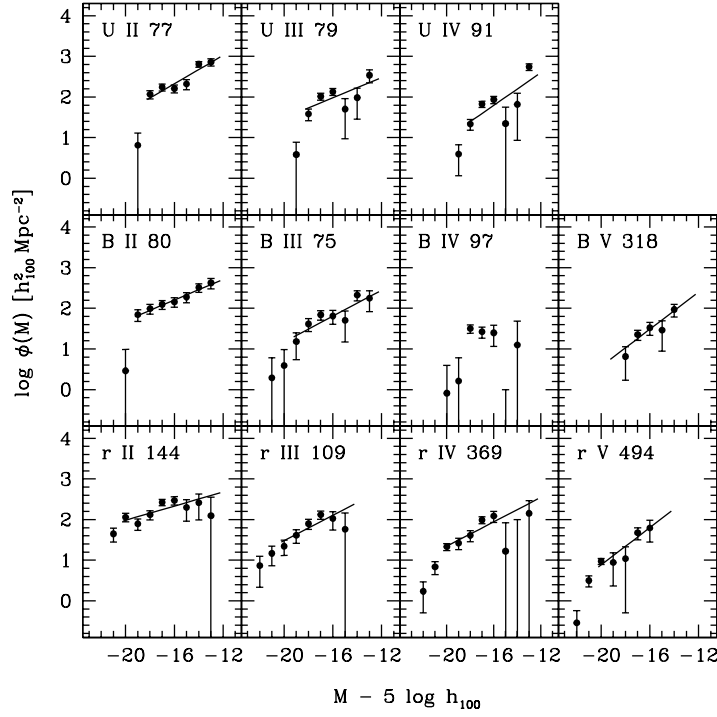 U II 77
U III 79
U IV 91
4
3
2
1
0
B II 80
B III 75
B IV 97
B V 318
4
3
2
1
0
log ϕ(M) [h²₁₀₀ Mpc⁻²]
r II 144
r III 109
r IV 369
r V 494
4
3
2
1
0
−20 −16 −12
−20 −16 −12
−20 −16 −12
−20 −16 −12
M − 5 log h₁₀₀